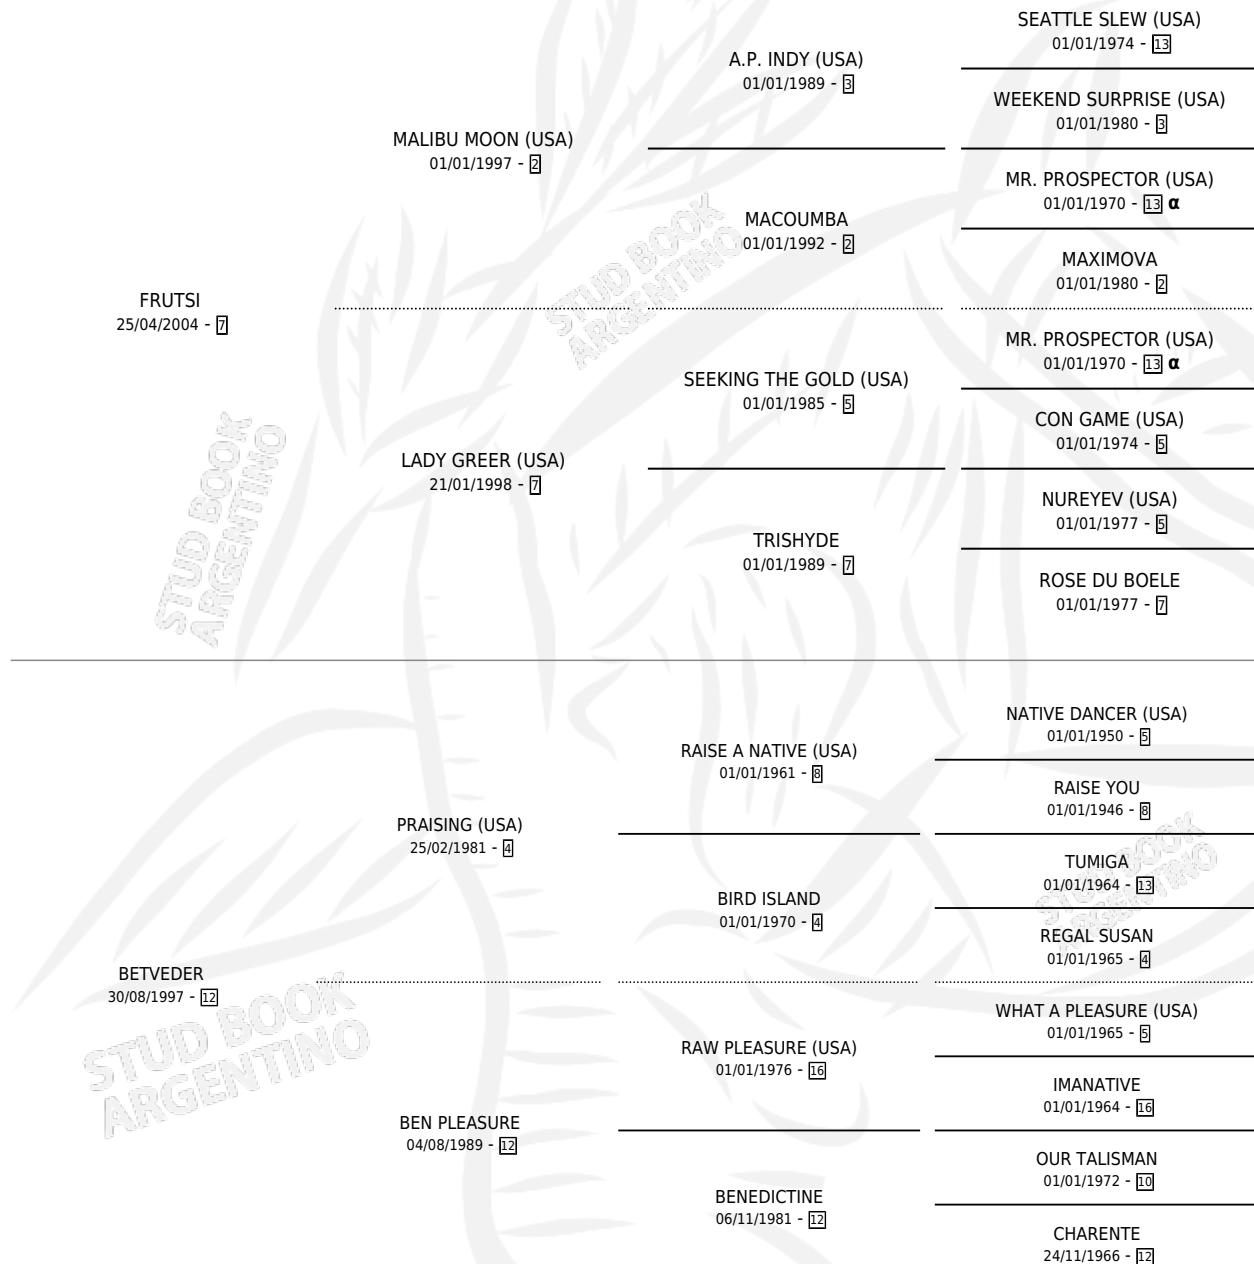 SEATTLE SLEW (USA)
01/01/1974 - 13
A.P. INDY (USA)
01/01/1989 - 3
WEEKEND SURPRISE (USA)
01/01/1980 - 3
MALIBU MOON (USA)
01/01/1997 - 2
MR. PROSPECTOR (USA)
01/01/1970 - 13 α
MACOUMBA
01/01/1992 - 2
MAXIMOVA
01/01/1980 - 2
FRUTSI
25/04/2004 - 7
MR. PROSPECTOR (USA)
01/01/1970 - 13 α
SEEKING THE GOLD (USA)
01/01/1985 - 5
CON GAME (USA)
01/01/1974 - 5
LADY GREER (USA)
21/01/1998 - 7
NUREYEV (USA)
01/01/1977 - 5
TRISHYDE
01/01/1989 - 7
ROSE DU BOELE
01/01/1977 - 7
NATIVE DANCER (USA)
01/01/1950 - 5
RAISE A NATIVE (USA)
01/01/1961 - 8
RAISE YOU
01/01/1946 - 8
PRAISING (USA)
25/02/1981 - 4
TUMIGA
01/01/1964 - 13
BIRD ISLAND
01/01/1970 - 4
REGAL SUSAN
01/01/1965 - 4
BETVEDER
30/08/1997 - 12
WHAT A PLEASURE (USA)
01/01/1965 - 5
RAW PLEASURE (USA)
01/01/1976 - 16
IMANATIVE
01/01/1964 - 16
BEN PLEASURE
04/08/1989 - 12
OUR TALISMAN
01/01/1972 - 10
BENEDICTINE
06/11/1981 - 12
CHARENTE
24/11/1966 - 12
STUD BOOK
ARGENTINO
STUD BOOK
ARGENTINO
STUD BOOK
ARGENTINO
STUD BOOK
ARGENTINO